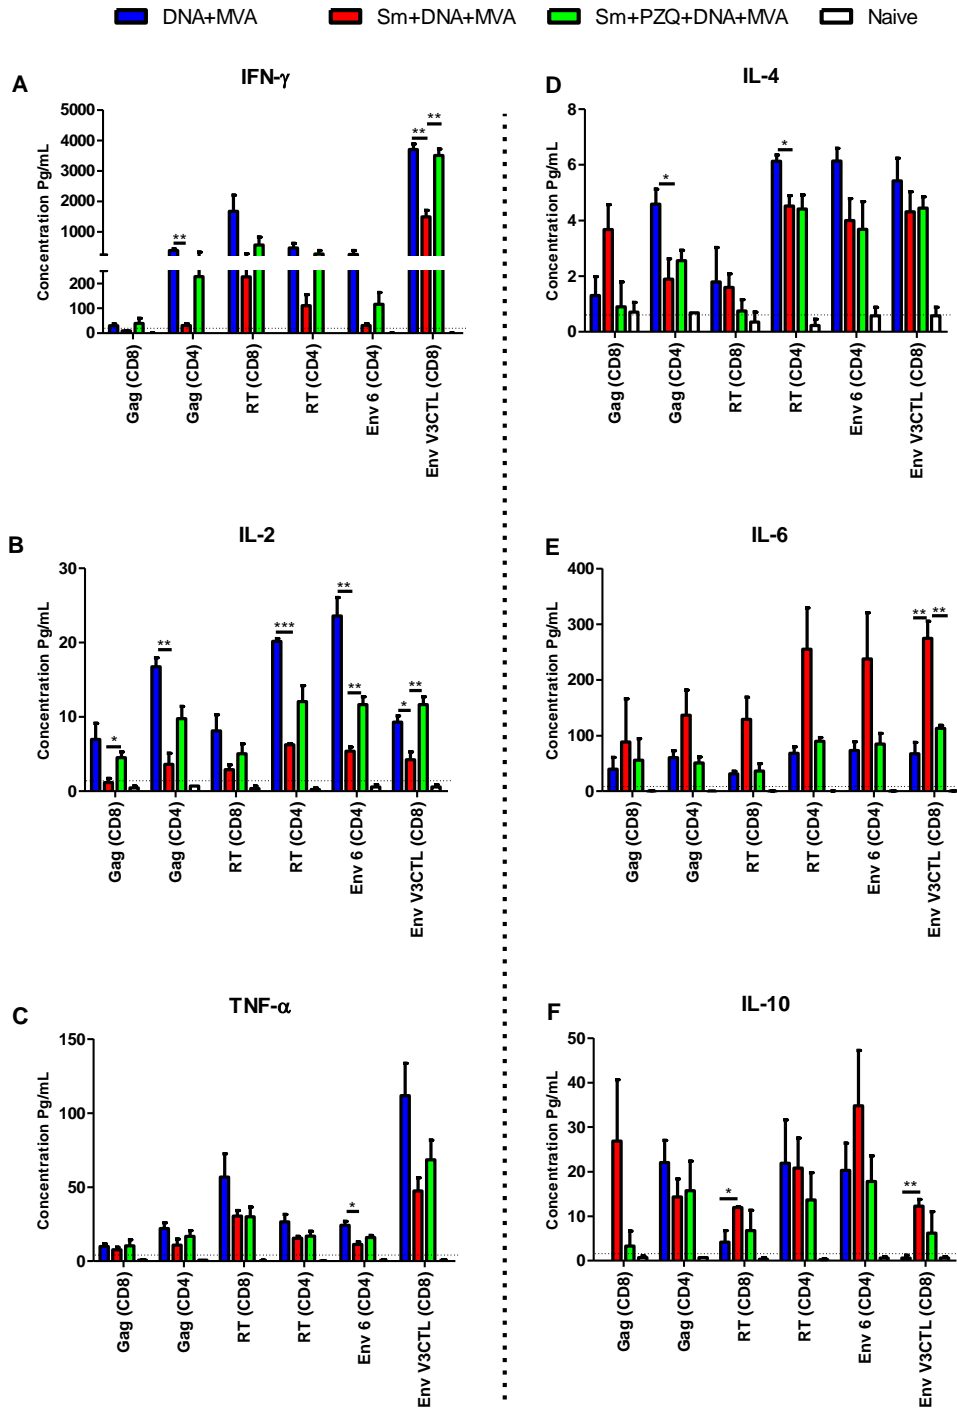 DNA+MVA Sm+DNA+MVA Sm+PZQ+DNA+MVA Naive
A
IFN-γ
Concentration Pg/mL
5000
4000
3000
2000
1000
200
100
0
** ** **
Gag (CD8)
Gag (CD4)
RT (CD8)
RT (CD4)
Env 6 (CD4)
Env V3CTL (CD8)
D
IL-4
Concentration Pg/mL
8
6
4
2
0
* *
Gag (CD8)
Gag (CD4)
RT (CD8)
RT (CD4)
Env 6 (CD4)
Env V3CTL (CD8)
B
IL-2
Concentration Pg/mL
30
20
10
0
* ** *** ** ** * **
Gag (CD8)
Gag (CD4)
RT (CD8)
RT (CD4)
Env 6 (CD4)
Env V3CTL (CD8)
E
IL-6
Concentration Pg/mL
400
300
200
100
0
** **
Gag (CD8)
Gag (CD4)
RT (CD8)
RT (CD4)
Env 6 (CD4)
Env V3CTL (CD8)
C
TNF-α
Concentration Pg/mL
150
100
50
0
*
Gag (CD8)
Gag (CD4)
RT (CD8)
RT (CD4)
Env 6 (CD4)
Env V3CTL (CD8)
F
IL-10
Concentration Pg/mL
50
40
30
20
10
0
* **
Gag (CD8)
Gag (CD4)
RT (CD8)
RT (CD4)
Env 6 (CD4)
Env V3CTL (CD8)